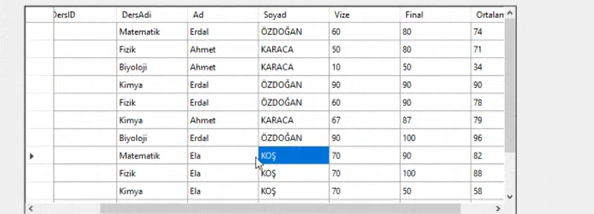 DersID DersAdi Ad Soyad Vize Final Ortalan
Matematik Erdal ÖZDOĞAN 60 80 74
Fizik Ahmet KARACA 50 80 71
Biyoloji Ahmet KARACA 10 50 34
Kimya Erdal ÖZDOĞAN 90 90 90
Fizik Erdal ÖZDOĞAN 60 90 78
Kimya Ahmet KARACA 67 87 79
Biyoloji Erdal ÖZDOĞAN 90 100 96
Matematik Ela KOŞ 70 90 82
Fizik Ela KOŞ 70 100 88
Kimya Ela KOŞ 70 50 58